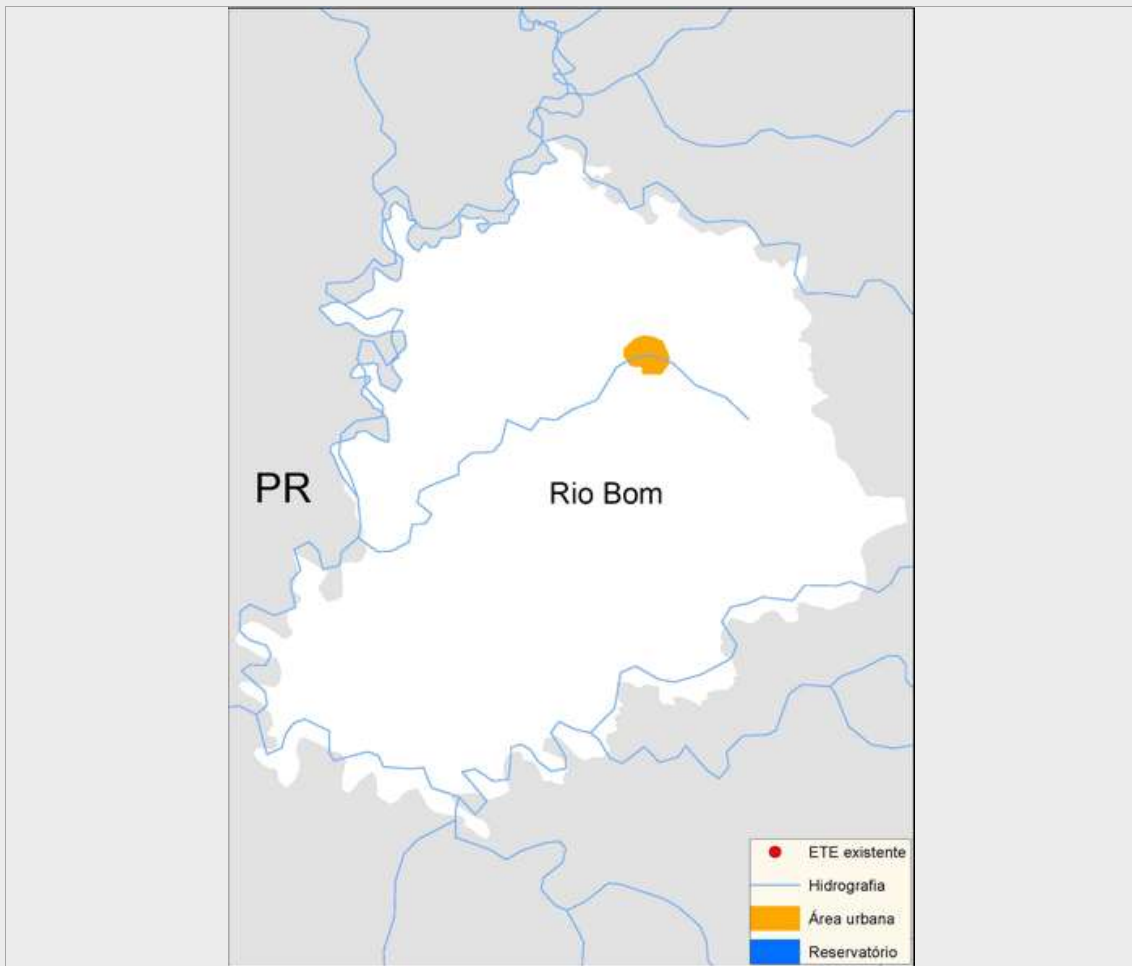 PR
Rio Bom
ETE existente
Hidrografia
Área urbana
Reservatório